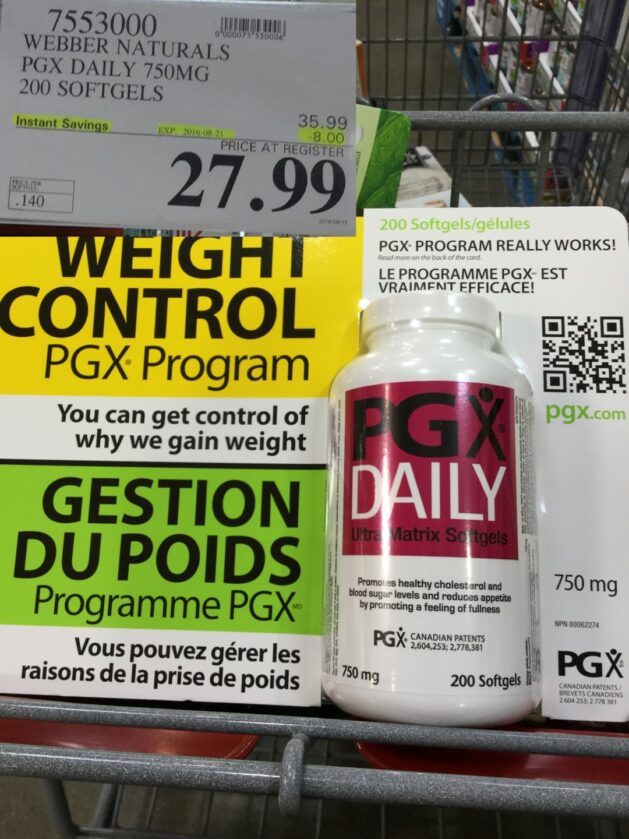 7553000
WEBBER NATURALS
PGX DAILY 750MG
200 SOFTGELS
Instant Savings
EXP. 2016-08-21
35.99
-8.00
PRICE AT REGISTER
27.99
.140
WEIGHT
CONTROL
PGX Program
You can get control of
why we gain weight
GESTION
DU POIDS
Programme PGX MD
Vous pouvez gérer les
raisons de la prise de poids
200 Softgels/gélules
PGX® PROGRAM REALLY WORKS!
Read more on the back of the card.
LE PROGRAMME PGX EST
VRAIMENT EFFICACE!
pgx.com
750 mg
NPN 80062274
PGX
CANADIAN PATENTS /
BREVETS CANADIENS
2 604 253; 2 778 381
PGX®
DAILY
Ultra Matrix Softgels
Promotes healthy cholesterol and
blood sugar levels and reduces appetite
by promoting a feeling of fullness
PGX CANADIAN PATENTS
2,604,253; 2,778,381
750 mg
200 Softgels